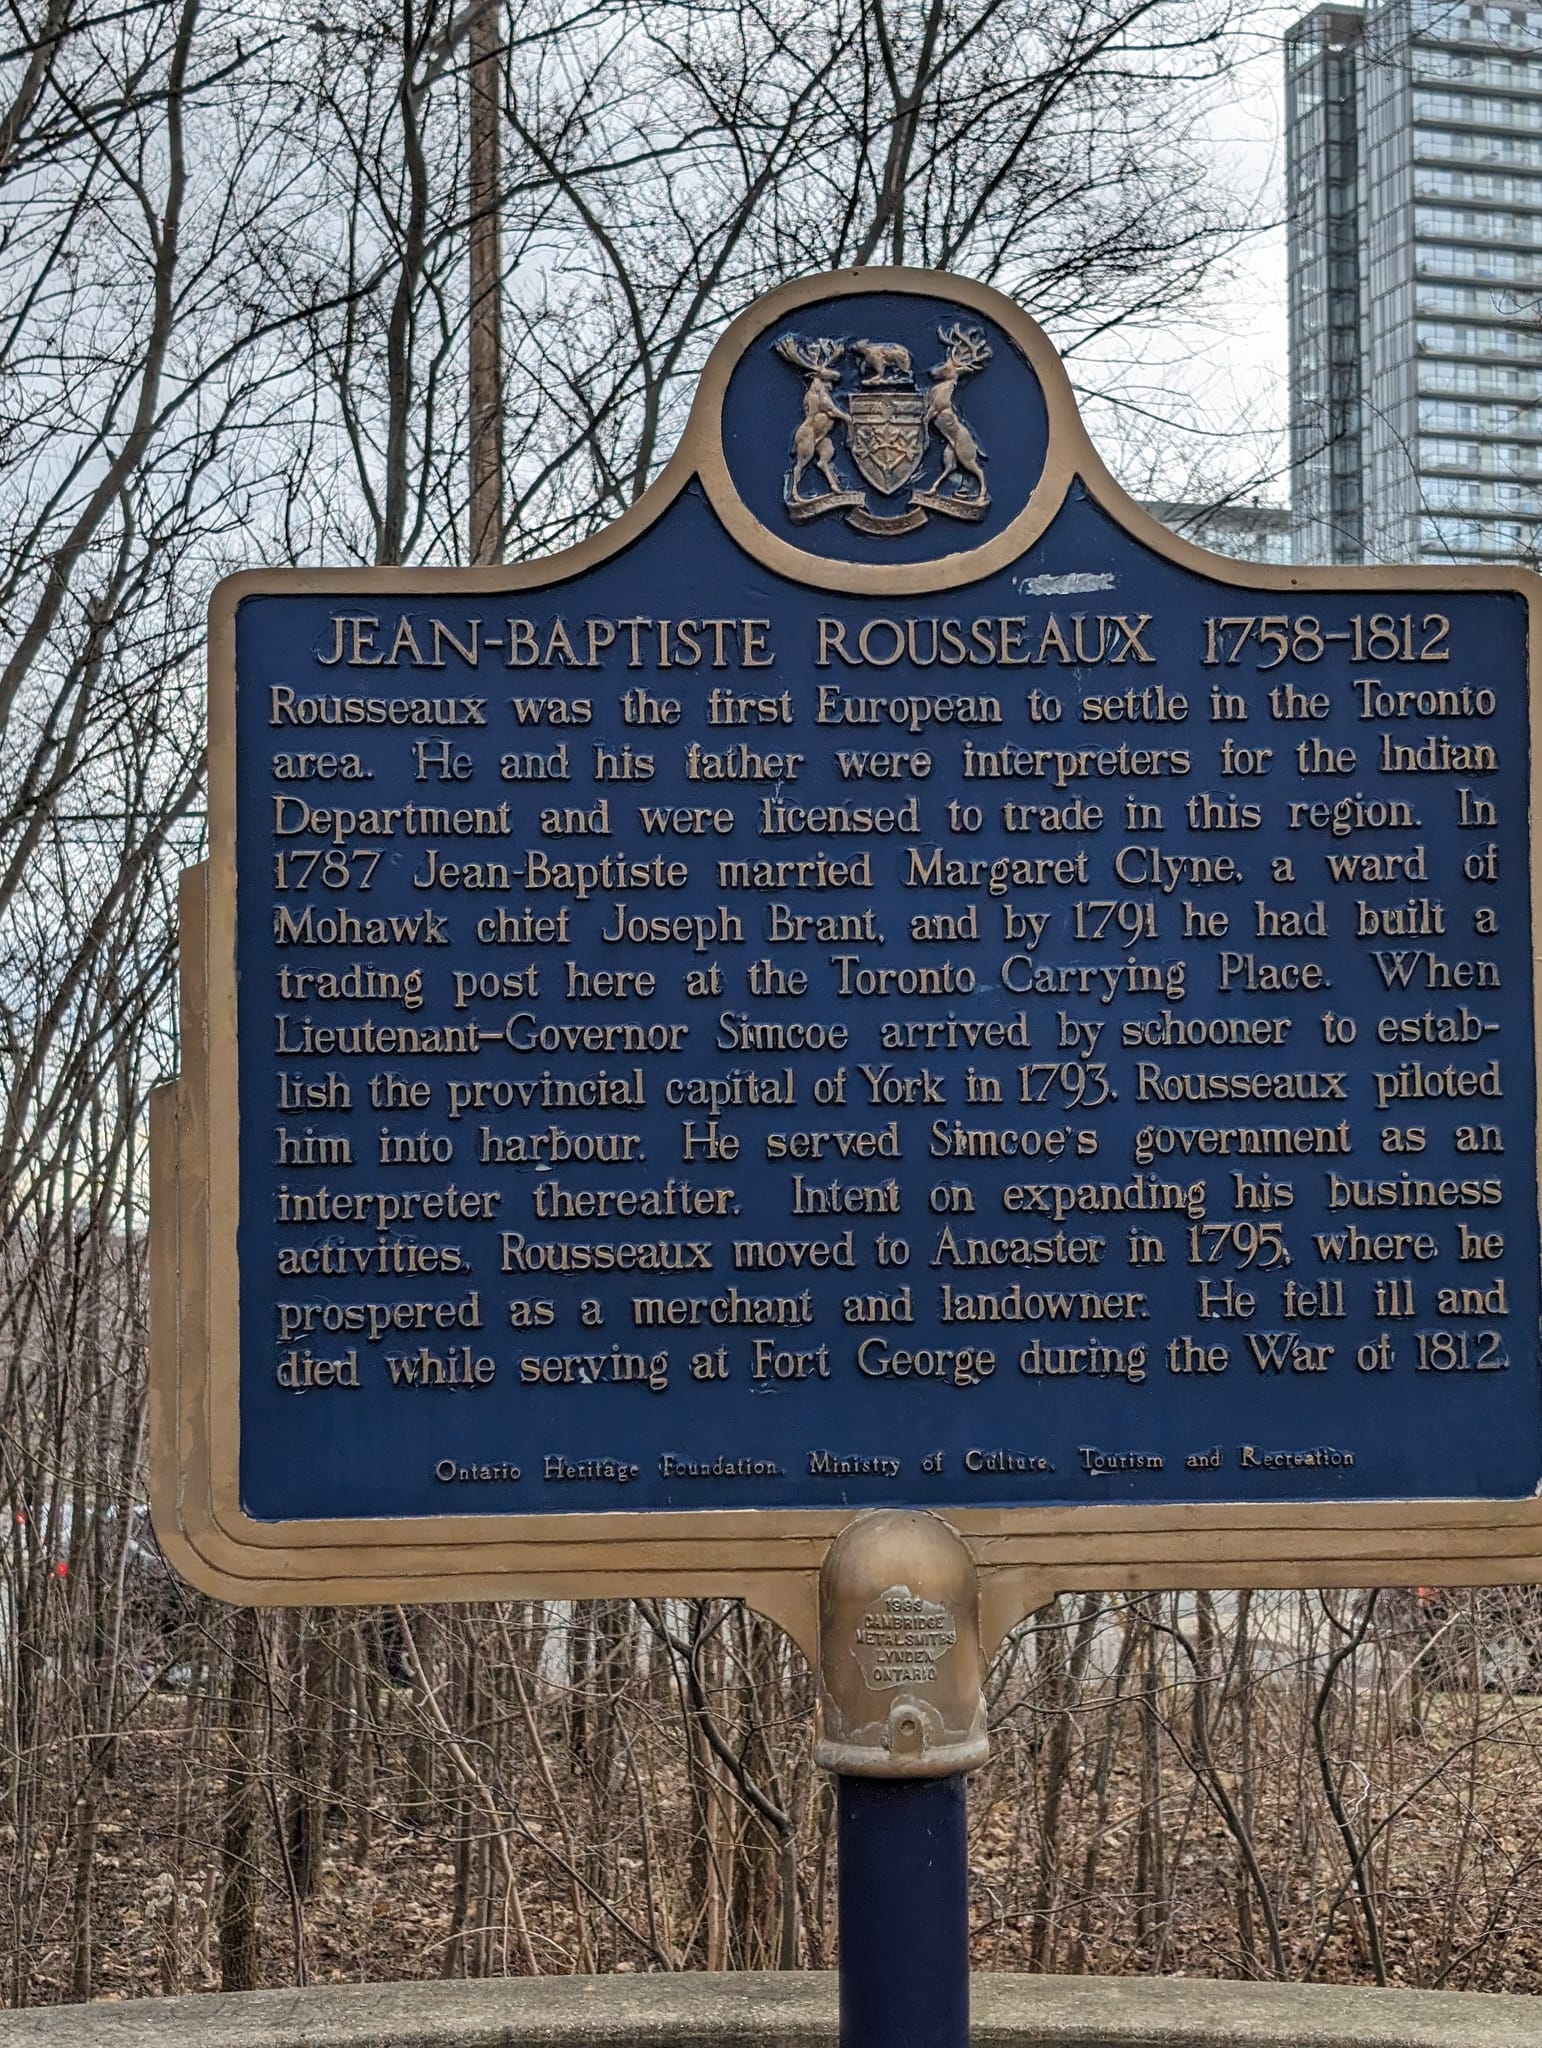 JEAN-BAPTISTE ROUSSEAUX 1758-1812
Rousseaux was the first European to settle in the Toronto
area. He and his father were interpreters for the Indian
Department and were licensed to trade in this region. In
1787 Jean-Baptiste married Margaret Clyne, a ward of
Mohawk chief Joseph Brant, and by 1791 he had built a
trading post here at the Toronto Carrying Place. When
Lieutenant-Governor Simcoe arrived by schooner to estab-
lish the provincial capital of York in 1793, Rousseaux piloted
him into harbour. He served Simcoe's government as an
interpreter thereafter. Intent on expanding his business
activities, Rousseaux moved to Ancaster in 1795, where he
prospered as a merchant and landowner. He fell ill and
died while serving at Fort George during the War of 1812.
Ontario Heritage Foundation, Ministry of Culture, Tourism and Recreation
CAMBRIDGE
METALSMITHS
LYNDEN
ONTARIO